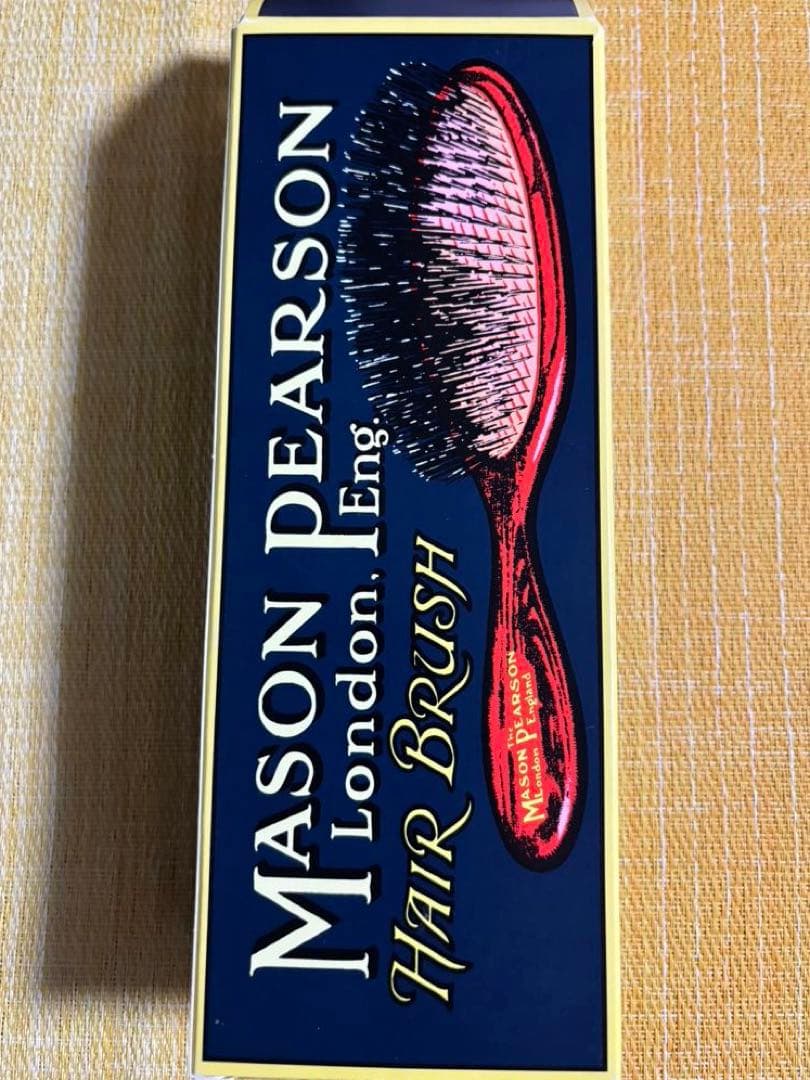 MASON PEARSON
London, Eng.
HAIR BRUSH
The
MASON PEARSON
London England